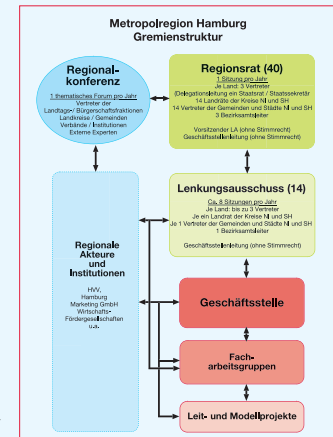 Metropolregion Hamburg
Gremienstruktur
Regional-
konferenz
1 thematisches Forum pro Jahr
Vertreter der
Landtags-/ Bürgerschaftsfraktionen
Landkreise / Gemeinden
Verbände / Institutionen
Externe Experten
Regionsrat (40)
1 Sitzung pro Jahr
Je Land: 3 Vertreter
(Delegationsleitung ein Staatsrat / Staatssekretär
14 Landräte der Kreise NI und SH
14 Vertreter der Gemeinden und Städte NI und SH
3 Bezirksamsleiter
Vorsitzender LA (ohne Stimmrecht)
Geschäftsstellenleitung (ohne Stimmrecht)
Lenkungsausschuss (14)
Ca. 8 Sitzungen pro Jahr
Je Land: bis zu 3 Vertreter
Je ein Landrat der Kreise NI und SH
Je 1 Vertreter der Gemeinden und Städte NI und SH
1 Bezirksamsleiter
Geschäftsstellenleitung (ohne Stimmrecht)
Regionale
Akteure
und
Institutionen
HVV,
Hamburg
Marketing GmbH
Wirtschafts-
Fördergesellschaften
u.a.
Geschäftsstelle
Fach-
arbeitsgruppen
Leit- und Modellprojekte